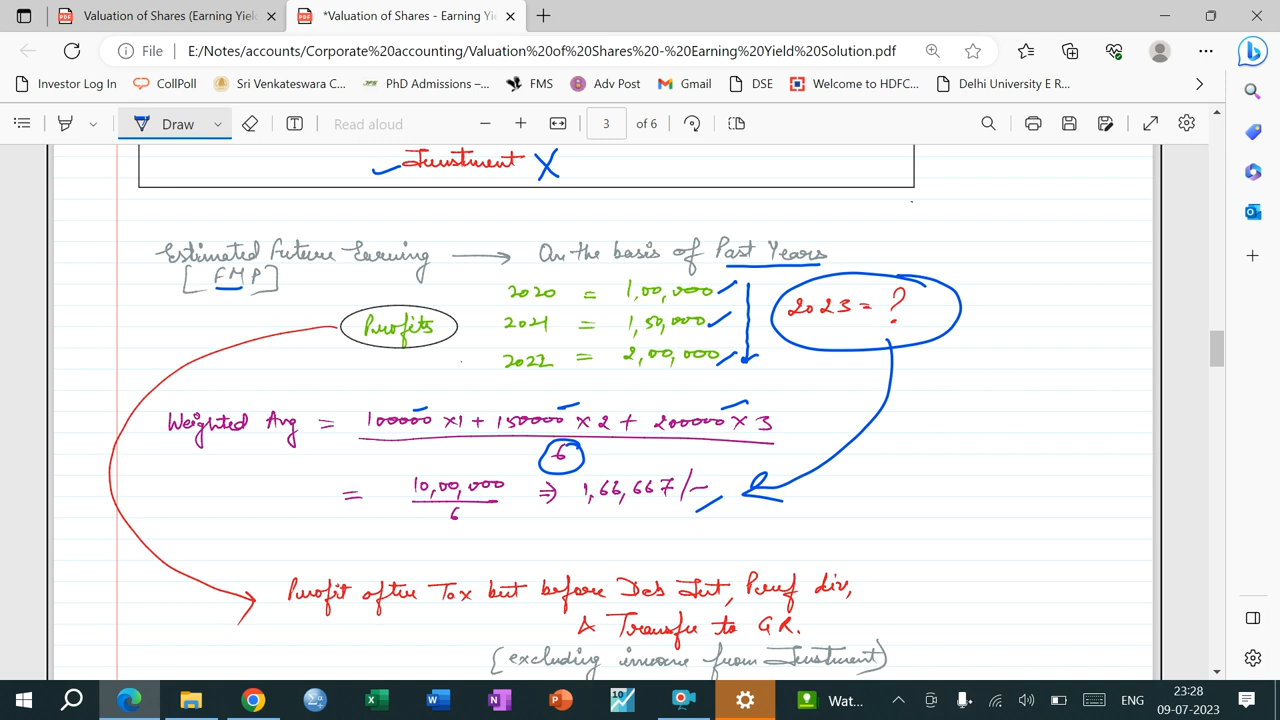 Valuation of Shares (Earning Yiel
*Valuation of Shares - Earning Ye
File
E:/Notes/accounts/Corporate%20accounting/Valuation%20of%20Shares%20-%20Earning%20Yield%20Solution.pdf
Investor Log In
CollPoll
Sri Venkateswara C...
PhD Admissions –...
FMS
Adv Post
Gmail
DSE
Welcome to HDFC...
Delhi University E R...
Draw
Read aloud
3 of 6
Investment X
Estimated Future Earning → On the basis of Past Years
[FMP]
2020 = 1,00,000
2023 = ?
Profits
2021 = 1,50,000
2022 = 2,00,000
Weighted Avg = 100000 ×1 + 150000 ×2 + 200000 × 3
6
= 10,00,000 ⇒ 1,66,667/-
6
Profit after Tax but before Deb Int, Pref div,
& Transfer to GR.
(excluding income from Investment)
10
Wat...
ENG
23:28
09-07-2023